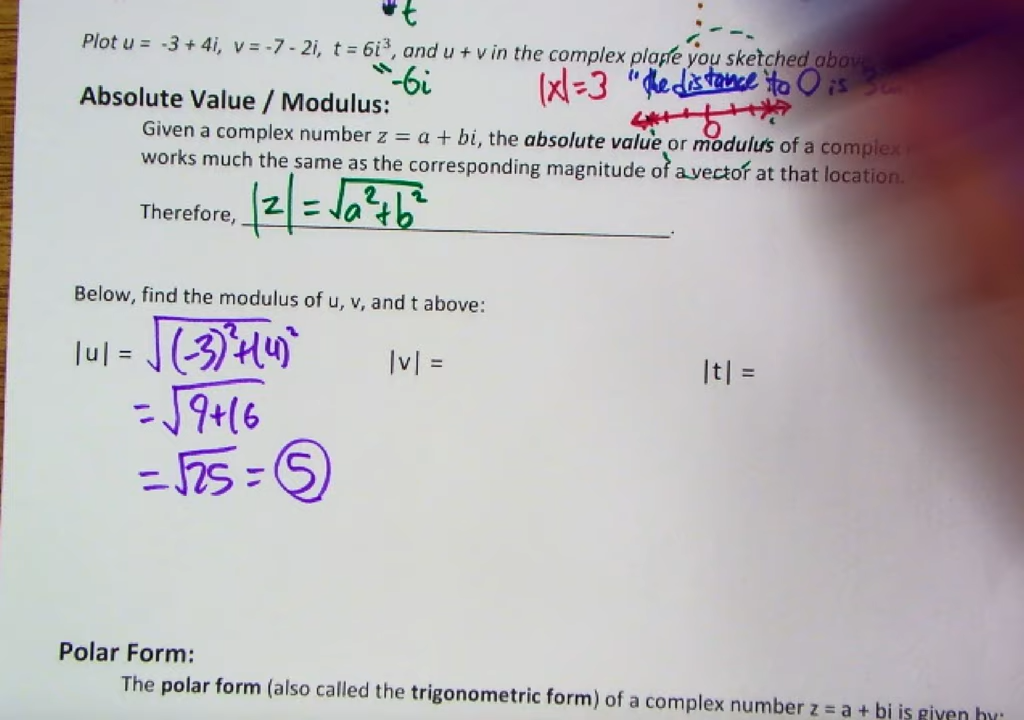 t
Plot u = -3 + 4i, v = -7 - 2i, t = 6i³, and u + v in the complex plane you sketched above
-6i
|x|=3 "the distance to 0 is 3
Absolute Value / Modulus:
0
Given a complex number z = a + bi, the absolute value or modulus of a complex
works much the same as the corresponding magnitude of a vector at that location.
Therefore, |z| = √a²+b² .
Below, find the modulus of u, v, and t above:
|u| = √(-3)²+(4)² |v| = |t| =
= √9+16
= √25 = 5
Polar Form:
The polar form (also called the trigonometric form) of a complex number z = a + bi is given by: